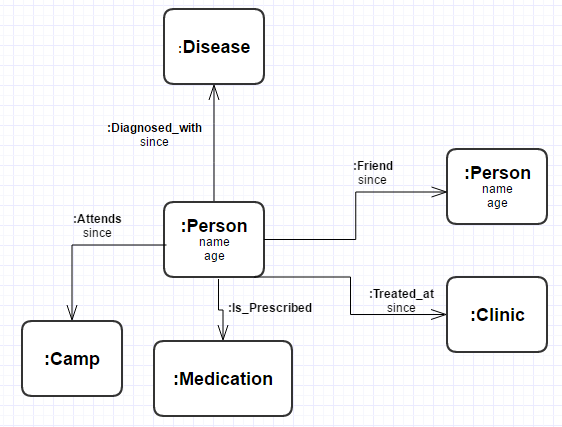 :Disease
:Diagnosed_with
since
:Friend
since
:Person
name
age
:Attends
since
:Person
name
age
:Is_Prescribed
:Treated_at
since
:Clinic
:Camp
:Medication